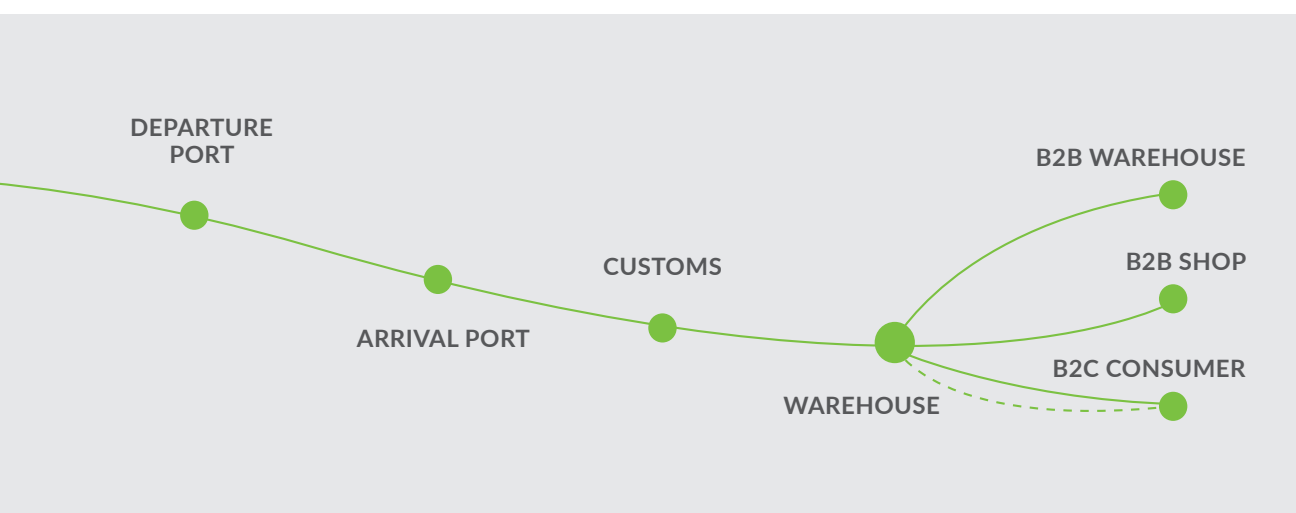 DEPARTURE
PORT
ARRIVAL PORT
CUSTOMS
WAREHOUSE
B2B WAREHOUSE
B2B SHOP
B2C CONSUMER